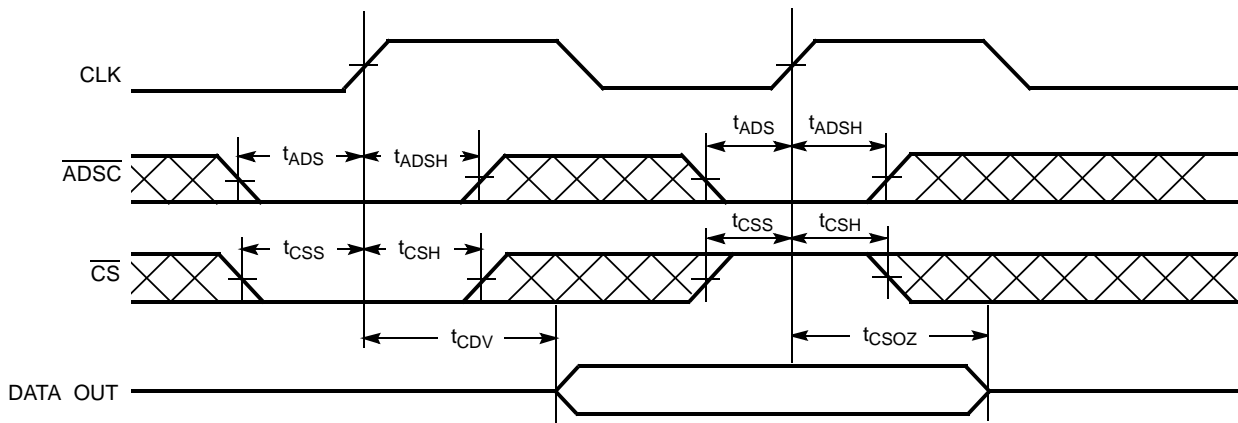 CLK
tADS
tADSH
tADS
tADSH
ADSC
tCSS
tCSH
tCSS
tCSH
CS
tCDV
tCSOZ
DATA OUT